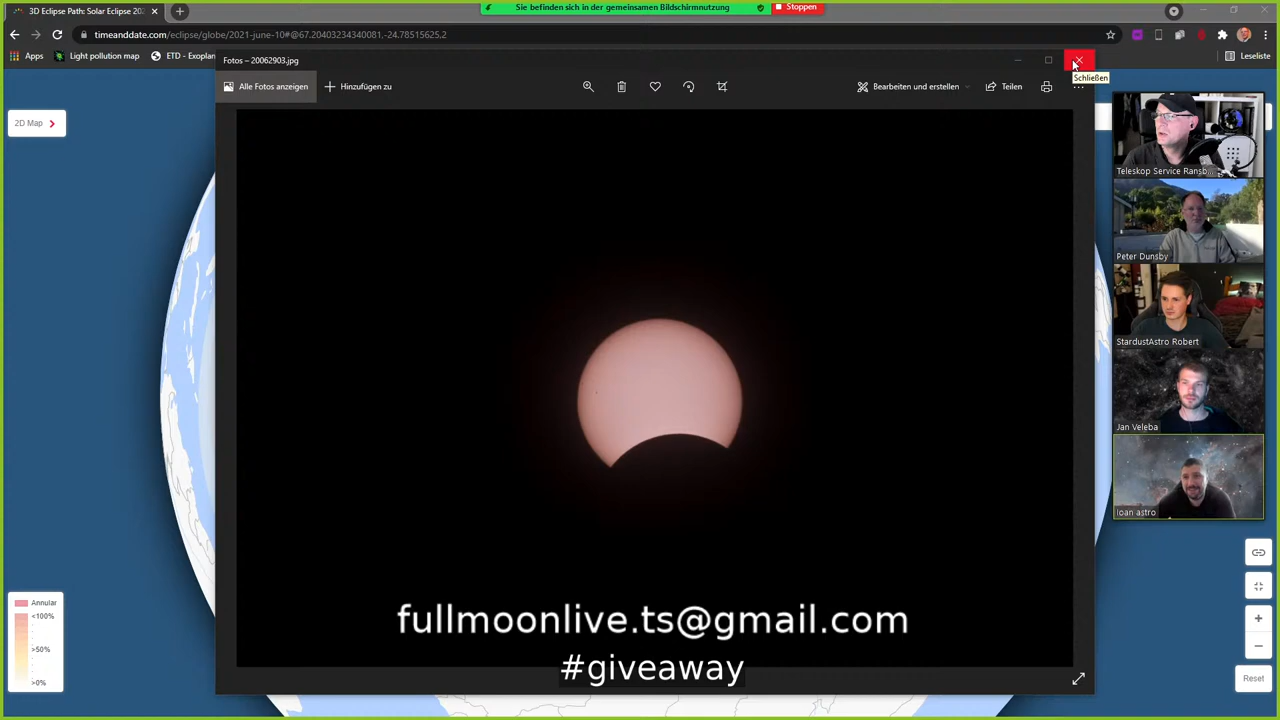 3D Eclipse Path: Solar Eclipse 202
Sie befinden sich in der gemeinsamen Bildschirmnutzung
Stoppen
timeanddate.com/eclipse/globe/2021-june-10#@67.20403234340081,-24.78515625,2
Apps
Light pollution map
ETD - Exoplan
Leseliste
Fotos – 20062903.jpg
Schließen
Alle Fotos anzeigen
Hinzufügen zu
Bearbeiten und erstellen
Teilen
2D Map
Teleskop Service Ransb...
Peter Dunsby
StardustAstro Robert
Jan Veleba
Ioan astro
Annular
<100%
>50%
>0%
fullmoonlive.ts@gmail.com
#giveaway
Reset